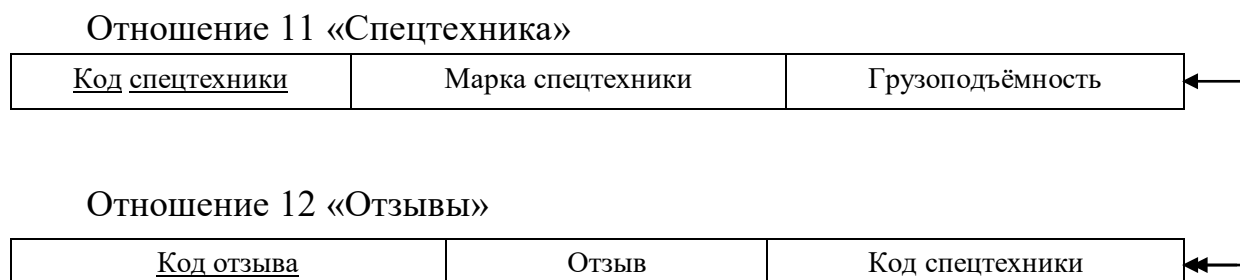 Отношение 11 «Спецтехника»
Код спецтехники Марка спецтехники Грузоподъёмность
Отношение 12 «Отзывы»
Код отзыва Отзыв Код спецтехники